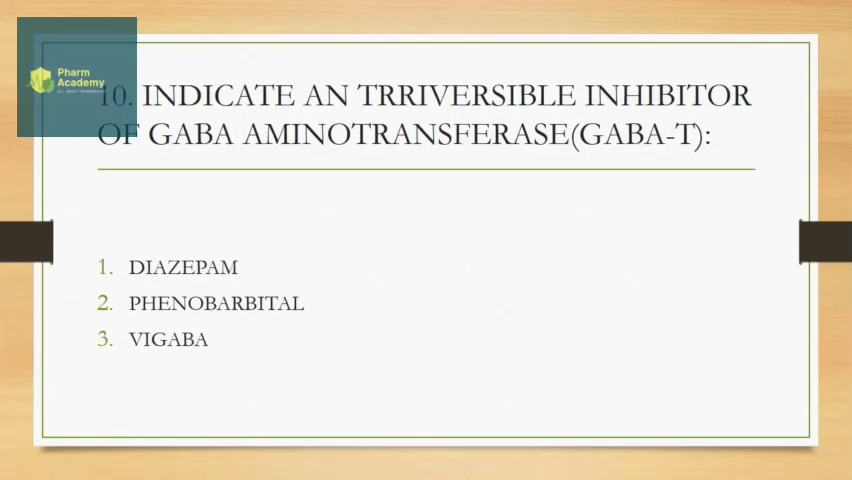 Pharm
Academy
10. INDICATE AN TRRIVERSIBLE INHIBITOR
OF GABA AMINOTRANSFERASE(GABA-T):
1. DIAZEPAM
2. PHENOBARBITAL
3. VIGABA